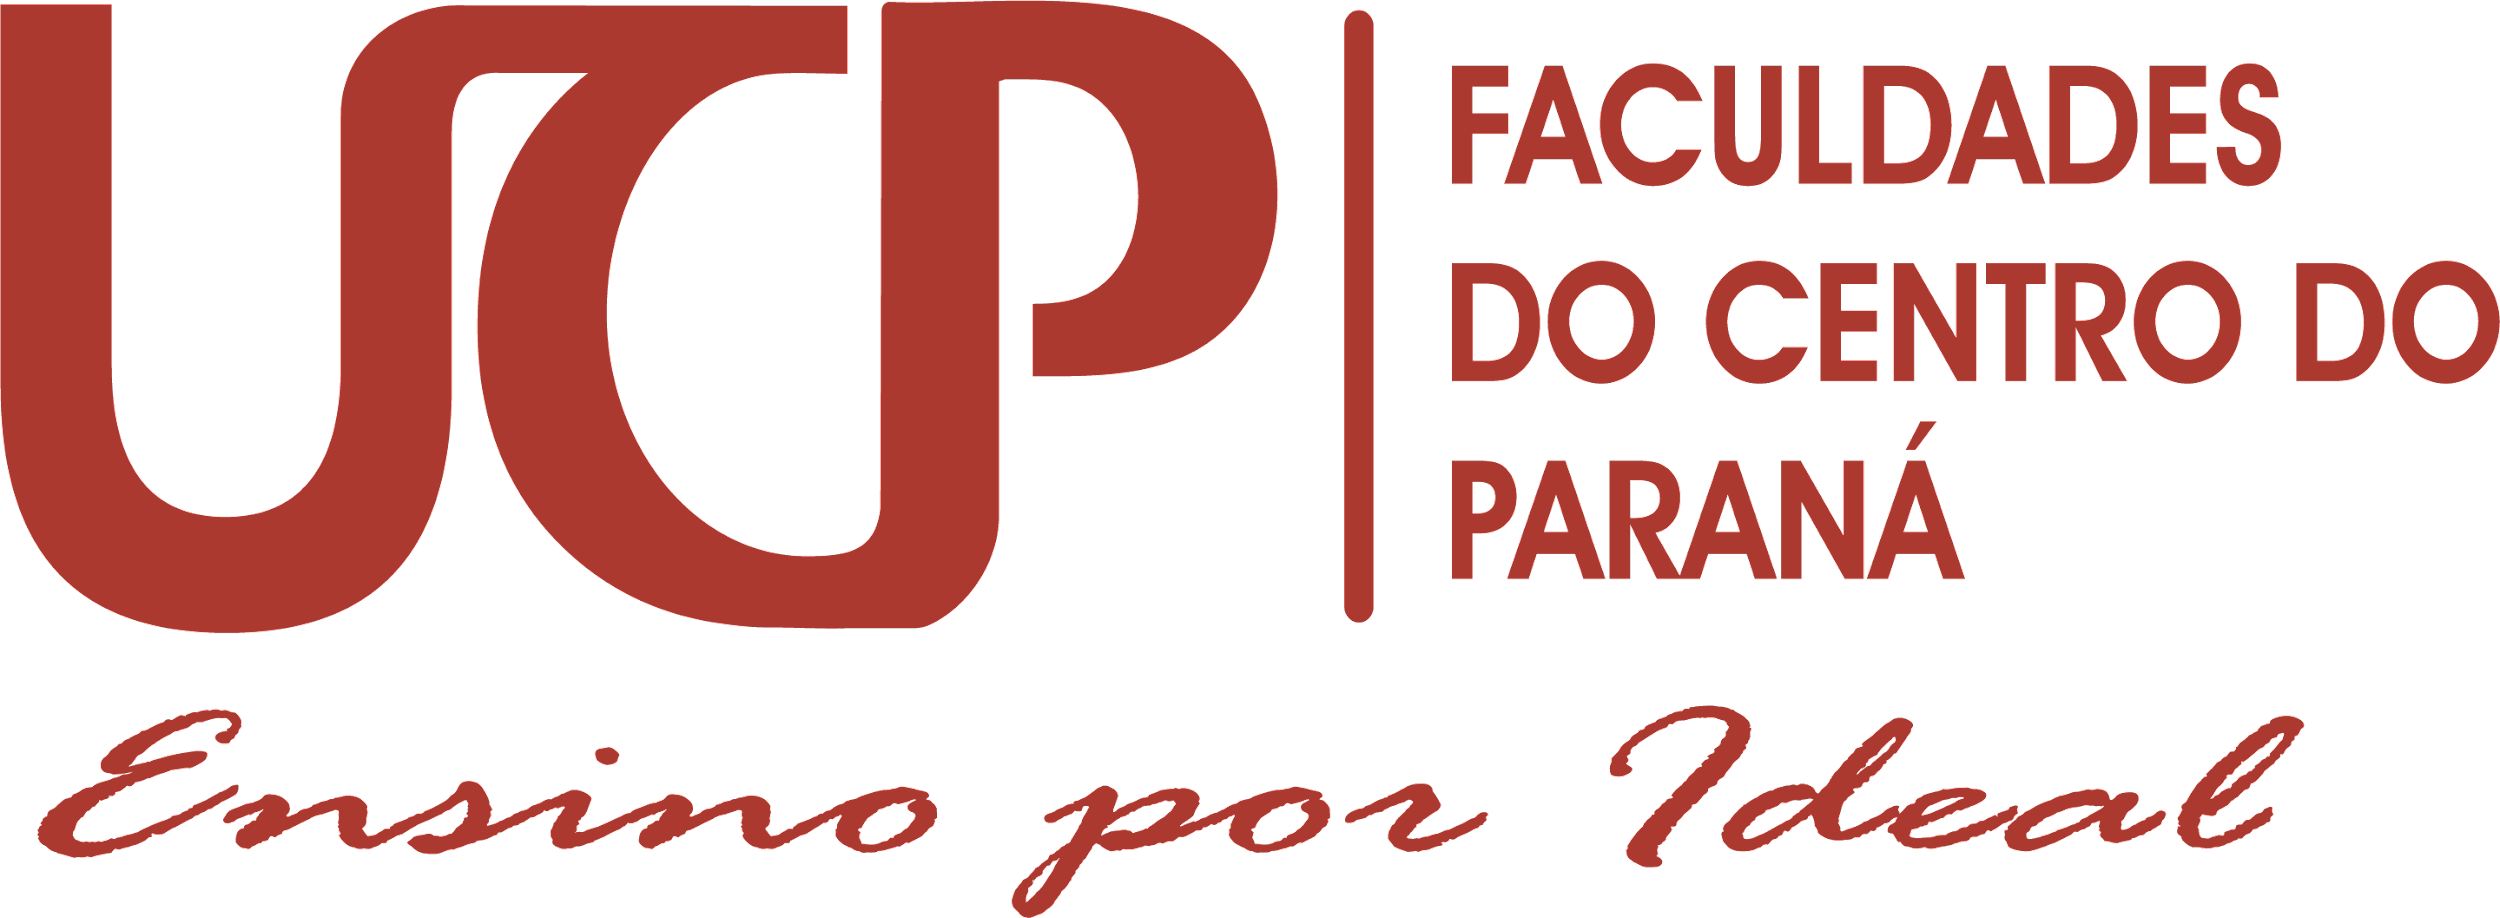 UCP
FACULDADES
DO CENTRO DO
PARANÁ
Ensino por Ideal